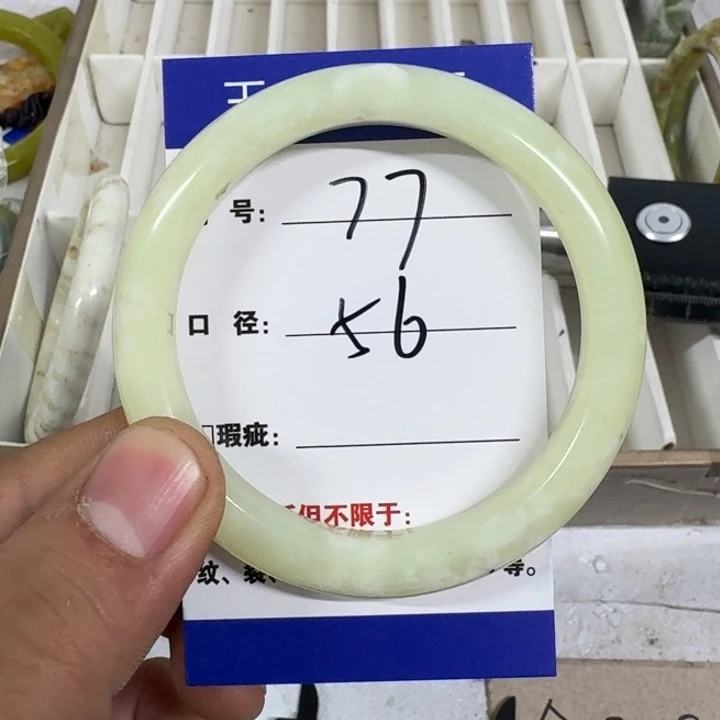 号: 77
口 径: 56
瑕疵:
但不限于:
纹、裂、
等。